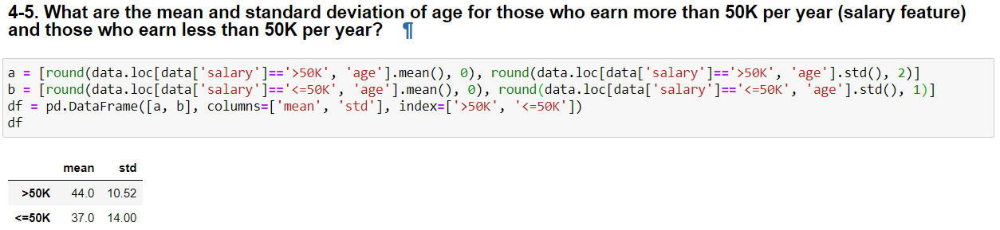 4-5. What are the mean and standard deviation of age for those who earn more than 50K per year (salary feature)
and those who earn less than 50K per year? ¶
a = [round(data.loc[data['salary']=='>50K', 'age'].mean(), 0), round(data.loc[data['salary']=='>50K', 'age'].std(), 2)]
b = [round(data.loc[data['salary']=='<=50K', 'age'].mean(), 0), round(data.loc[data['salary']=='<=50K', 'age'].std(), 1)]
df = pd.DataFrame([a, b], columns=['mean', 'std'], index=['>50K', '<=50K'])
df
mean std
>50K 44.0 10.52
<=50K 37.0 14.00